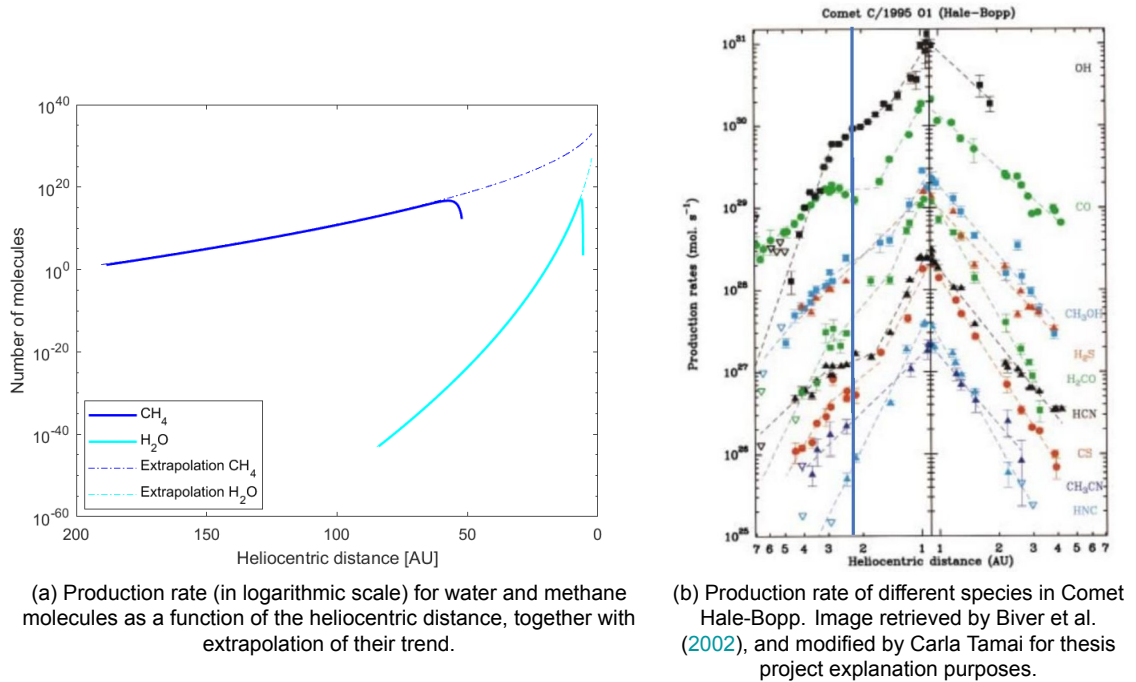 10^40
10^20
10^0
10^-20
10^-40
10^-60
Number of molecules
CH4
H2O
Extrapolation CH4
Extrapolation H2O
200 150 100 50 0
Heliocentric distance [AU]
(a) Production rate (in logarithmic scale) for water and methane
molecules as a function of the heliocentric distance, together with
extrapolation of their trend.
Comet C/1995 O1 (Hale-Bopp)
10^31
10^30
10^29
10^28
10^27
10^26
10^25
Production rates (mol. s^-1)
OH
CO
CH3OH
H2S
H2CO
HCN
CS
CH3CN
HNC
7 6 5 4 3 2 1 1 2 3 4 5 6 7
Heliocentric distance (AU)
(b) Production rate of different species in Comet
Hale-Bopp. Image retrieved by Biver et al.
(2002), and modified by Carla Tamai for thesis
project explanation purposes.